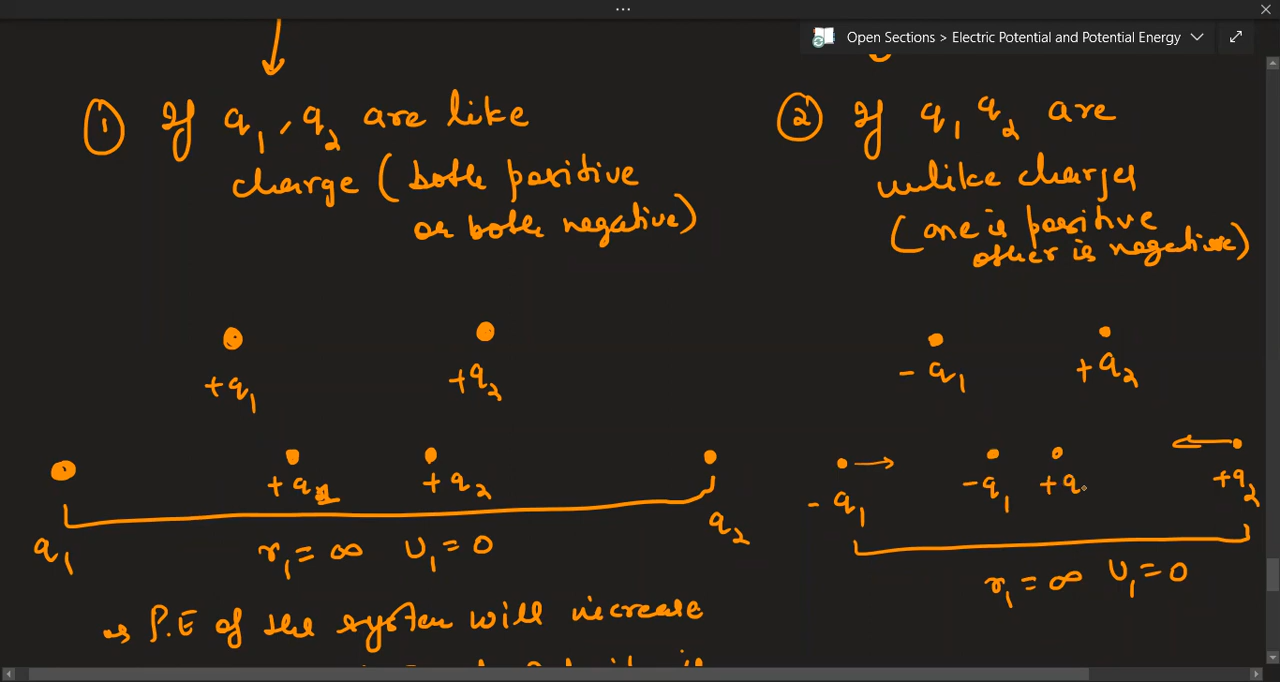 ...
Open Sections > Electric Potential and Potential Energy
① If q₁, q₂ are like
charge (both positive
or both negative)
+q₁ +q₂
+q₁ +q₂
q₁ q₂
r₁ = ∞ U₁ = 0
⇒ P.E of the system will increase
② If q₁ q₂ are
unlike charges
(one is positive
other is negative)
- q₁ + q₂
- q₁ → -q₁ +q ← +q₂
r₁ = ∞ U₁ = 0